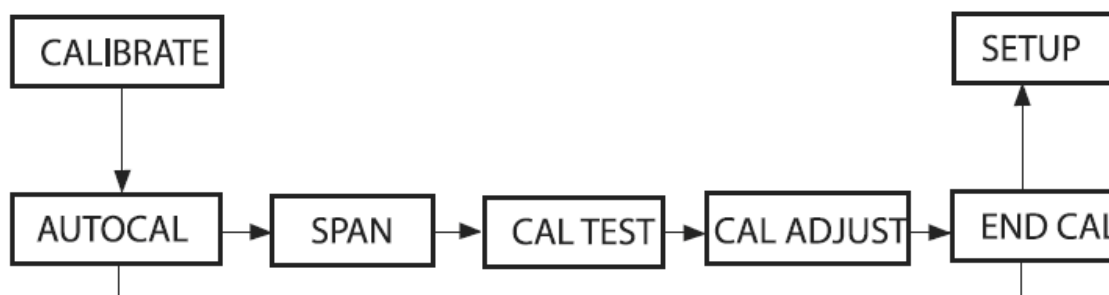 CALIBRATE
SETUP
AUTOCAL
SPAN
CAL TEST
CAL ADJUST
END CAL